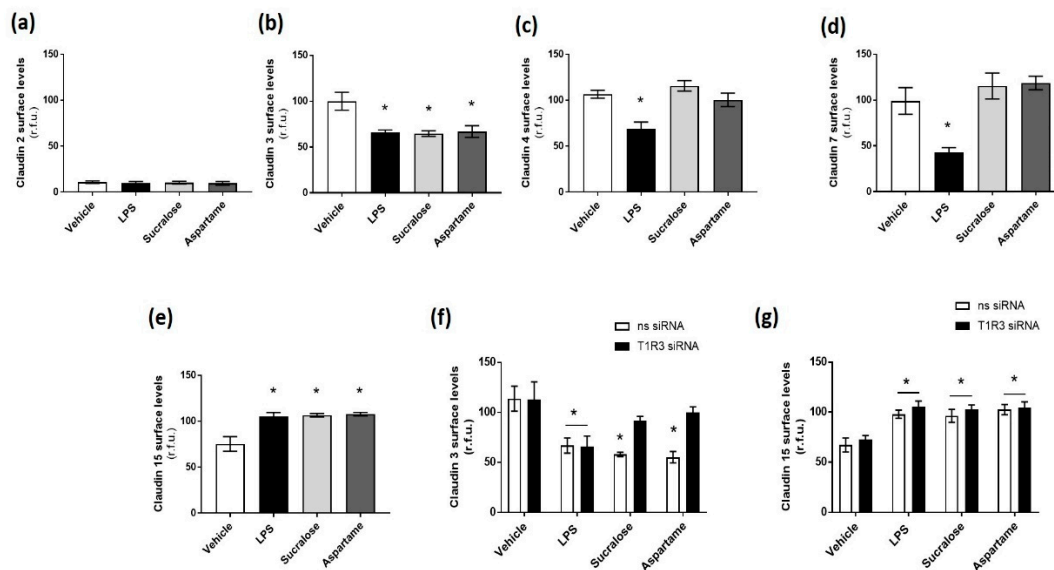 (a)
Claudin 2 surface levels
(r.f.u.)
150
100
50
0
Vehicle
LPS
Sucralose
Aspartame
(b)
Claudin 3 surface levels
(r.f.u.)
150
100
50
0
*
*
*
Vehicle
LPS
Sucralose
Aspartame
(c)
Claudin 4 surface levels
(r.f.u.)
150
100
50
0
*
Vehicle
LPS
Sucralose
Aspartame
(d)
Claudin 7 surface levels
(r.f.u.)
150
100
50
0
*
Vehicle
LPS
Sucralose
Aspartame
(e)
Claudin 15 surface levels
(r.f.u.)
150
100
50
0
*
*
*
Vehicle
LPS
Sucralose
Aspartame
(f)
ns siRNA
T1R3 siRNA
Claudin 3 surface levels
(r.f.u.)
150
100
50
0
*
*
*
Vehicle
LPS
Sucralose
Aspartame
(g)
ns siRNA
T1R3 siRNA
Claudin 15 surface levels
(r.f.u.)
150
100
50
0
*
*
*
Vehicle
LPS
Sucralose
Aspartame